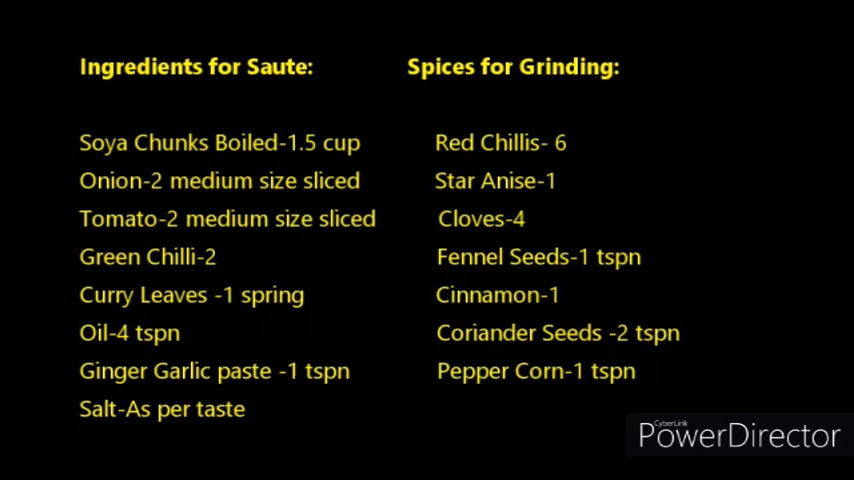 Ingredients for Saute:
Soya Chunks Boiled-1.5 cup
Onion-2 medium size sliced
Tomato-2 medium size sliced
Green Chilli-2
Curry Leaves -1 spring
Oil-4 tspn
Ginger Garlic paste -1 tspn
Salt-As per taste
Spices for Grinding:
Red Chillis- 6
Star Anise-1
Cloves-4
Fennel Seeds-1 tspn
Cinnamon-1
Coriander Seeds -2 tspn
Pepper Corn-1 tspn
CyberLink
PowerDirector